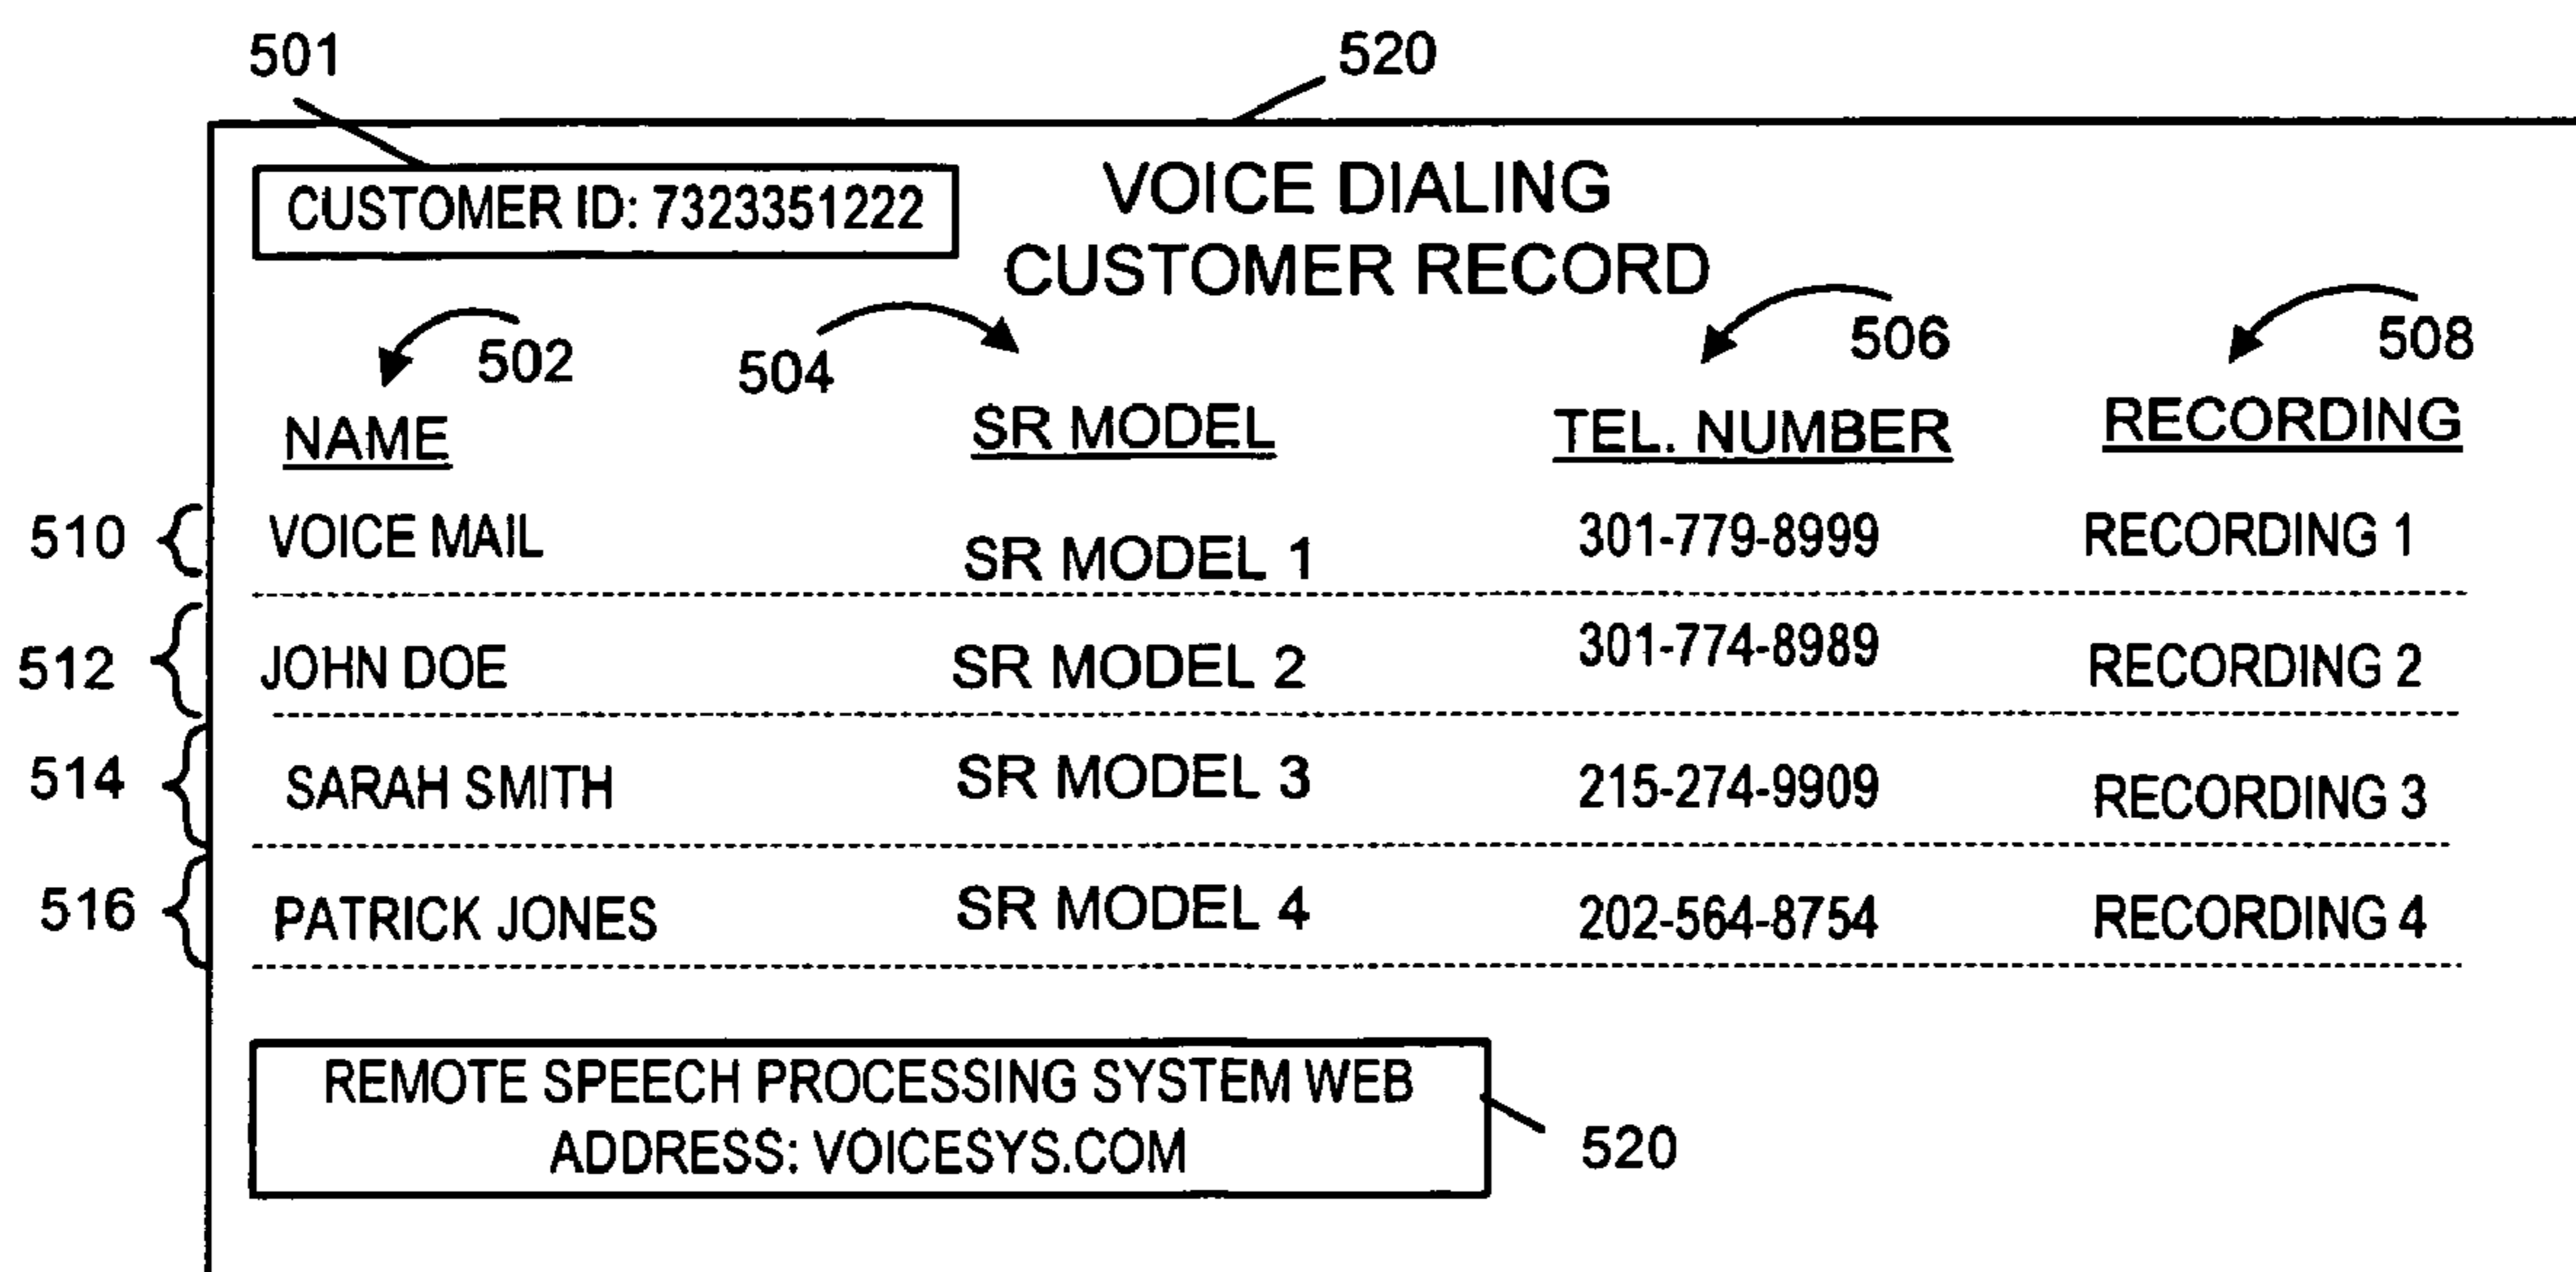 501
520
CUSTOMER ID: 7323351222
VOICE DIALING
CUSTOMER RECORD
502
504
506
508
NAME
SR MODEL
TEL. NUMBER
RECORDING
510
VOICE MAIL
SR MODEL 1
301-779-8999
RECORDING 1
512
JOHN DOE
SR MODEL 2
301-774-8989
RECORDING 2
514
SARAH SMITH
SR MODEL 3
215-274-9909
RECORDING 3
516
PATRICK JONES
SR MODEL 4
202-564-8754
RECORDING 4
REMOTE SPEECH PROCESSING SYSTEM WEB
ADDRESS: VOICESYS.COM
520